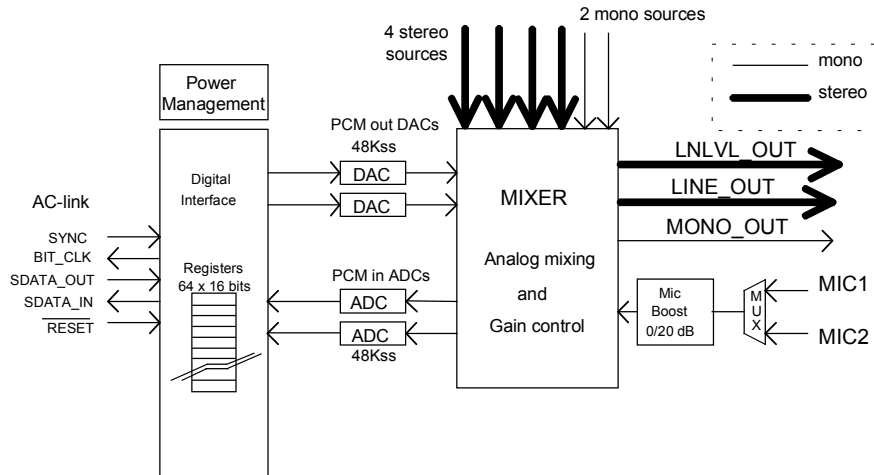 2 mono sources
4 stereo
sources
mono
stereo
Power
Management
PCM out DACs
48Kss
DAC
DAC
Digital
Interface
AC-link
SYNC
BIT_CLK
SDATA_OUT
SDATA_IN
RESET
Registers
64 x 16 bits
PCM in ADCs
ADC
ADC
48Kss
MIXER
Analog mixing
and
Gain control
LNLVL_OUT
LINE_OUT
MONO_OUT
Mic
Boost
0/20 dB
MUX
MIC1
MIC2